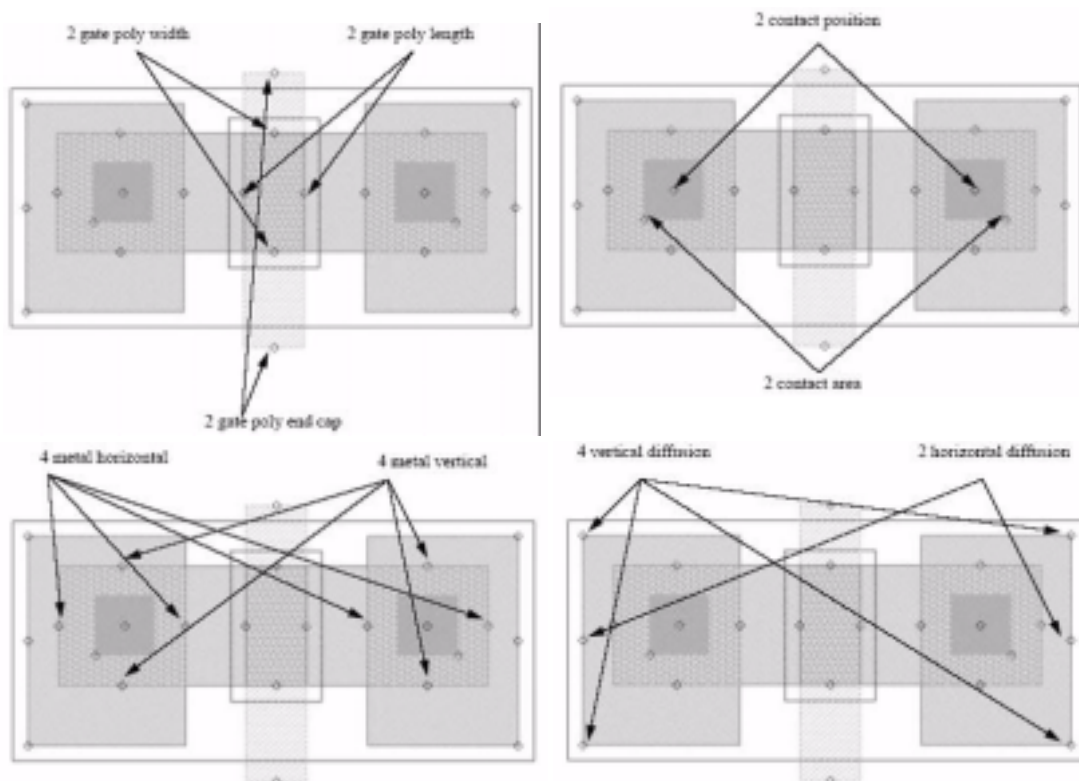 2 gate poly width
2 gate poly length
2 gate poly end cap
2 contact position
2 contact area
4 metal horizontal
4 metal vertical
4 vertical diffusion
2 horizontal diffusion